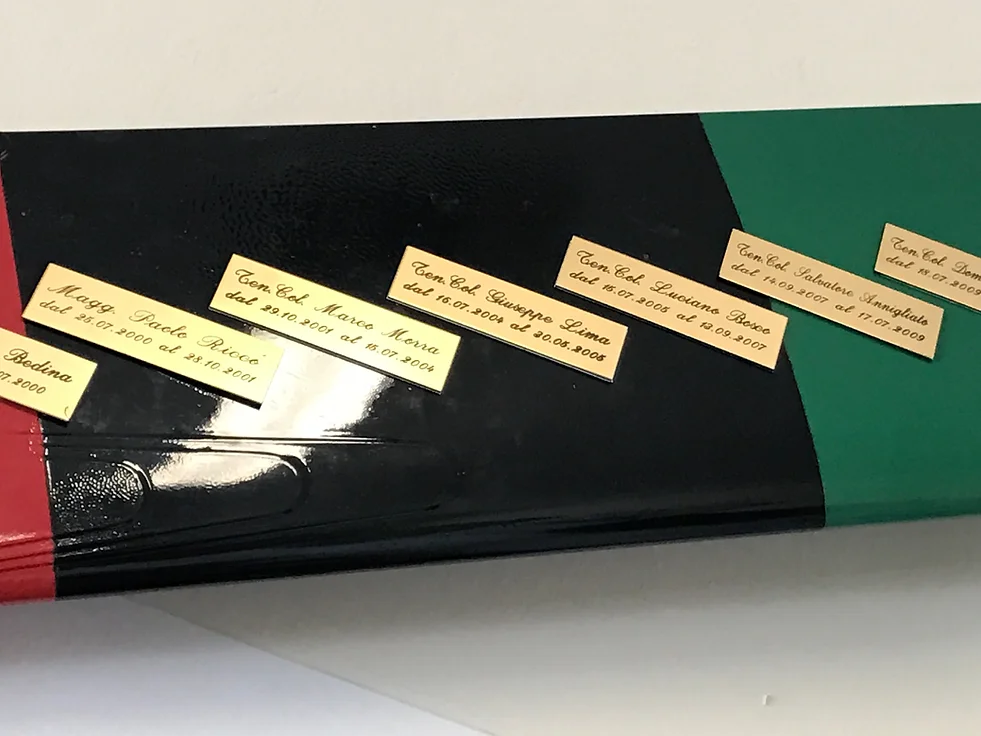 Bedina
07.2000
Magg. Paolo Riccò
dal 25.07.2000 al 28.10.2001
Ten.Col. Marco Morra
dal 29.10.2001 al 15.07.2004
Ten.Col. Giuseppe Lima
dal 16.07.2004 al 30.05.2005
Ten.Col. Luciano Bosco
dal 15.07.2005 al 13.09.2007
Ten.Col. Salvatore Annigliato
dal 14.09.2007 al 17.07.2009
Ten.Col. Dom
dal 18.07.2009